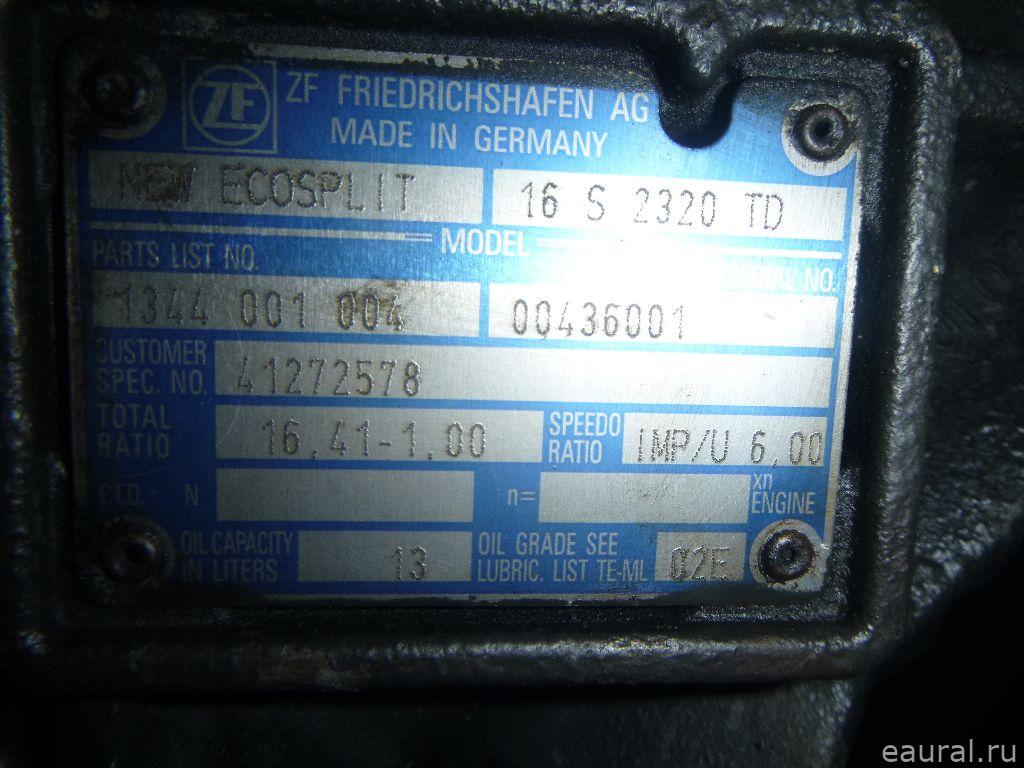 ZF ZF FRIEDRICHSHAFEN AG
MADE IN GERMANY
NEW ECOSPLIT 16 S 2320 TD
MODEL
PARTS LIST NO. SERIAL NO.
1344 001 004 00436001
CUSTOMER
SPEC. NO. 41272578
TOTAL
RATIO 16,41-1,00 SPEEDO
RATIO IMP/U 6,00
P.T.O. N n= xn
ENGINE
OIL CAPACITY
IN LITERS 13 OIL GRADE SEE
LUBRIC. LIST TE-ML 02E
eaural.ru